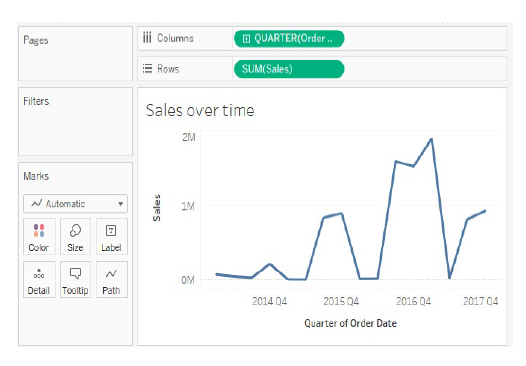 Pages
Columns
QUARTER(Order ..
Rows
SUM(Sales)
Filters
Marks
Automatic
Color
Size
Label
Detail
Tooltip
Path
Sales over time
2M
1M
0M
Sales
2014 Q4
2015 Q4
2016 Q4
2017 Q4
Quarter of Order Date